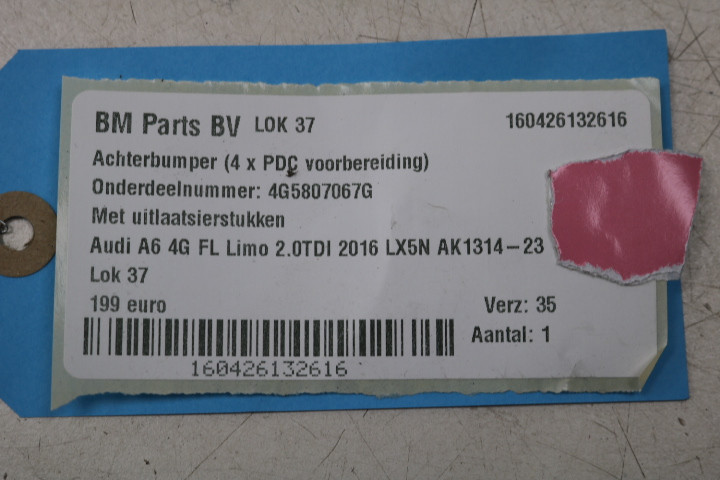 BM Parts BV LOK 37 160426132616
Achterbumper (4 x PDC voorbereiding)
Onderdeelnummer: 4G5807067G
Met uitlaatsierstukken
Audi A6 4G FL Limo 2.0TDI 2016 LX5N AK1314-23
Lok 37
199 euro Verz: 35
Aantal: 1
160426132616